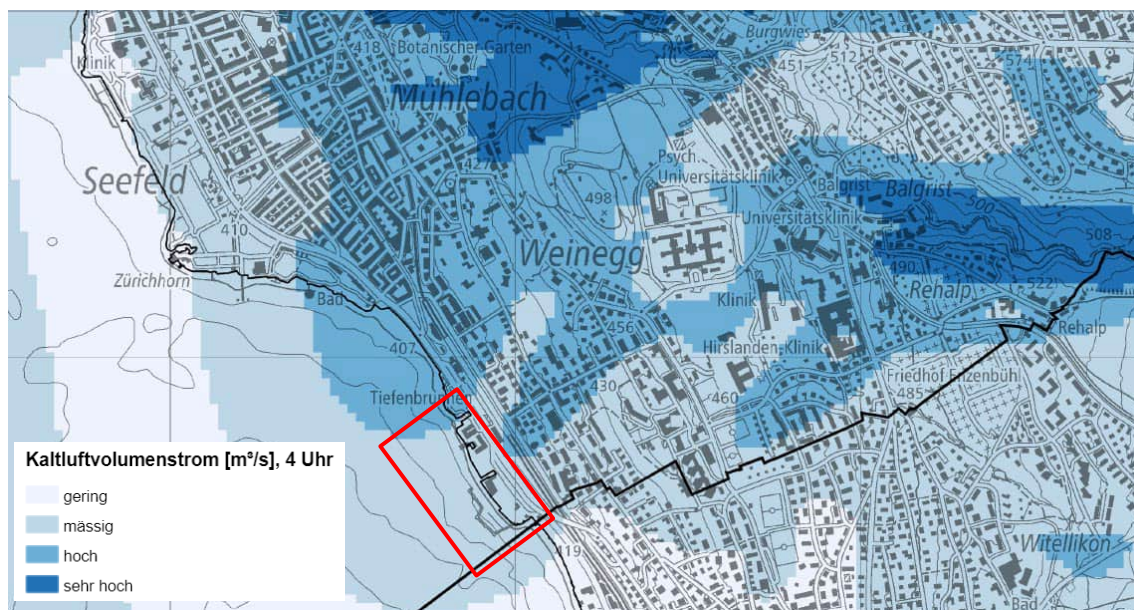 Burgwies
418
Botanischer Garten
451
512
574
Klinik
Mühlebach
427
Psych.
Universitätsklinik
Seefeld
498
Balgrist
Balgrist
500
Universitätsklinik
410
508
Weinegg
490
Zürichhorn
Rehalp
522
Bad
Klinik
456
Rehalp
407
Hirslanden-Klinik
Friedhof Enzenbühl
430
485
Tiefenbrunnen
460
Kaltluftvolumenstrom [m³/s], 4 Uhr
gering
mässig
hoch
sehr hoch
419
Witellikon
Bad